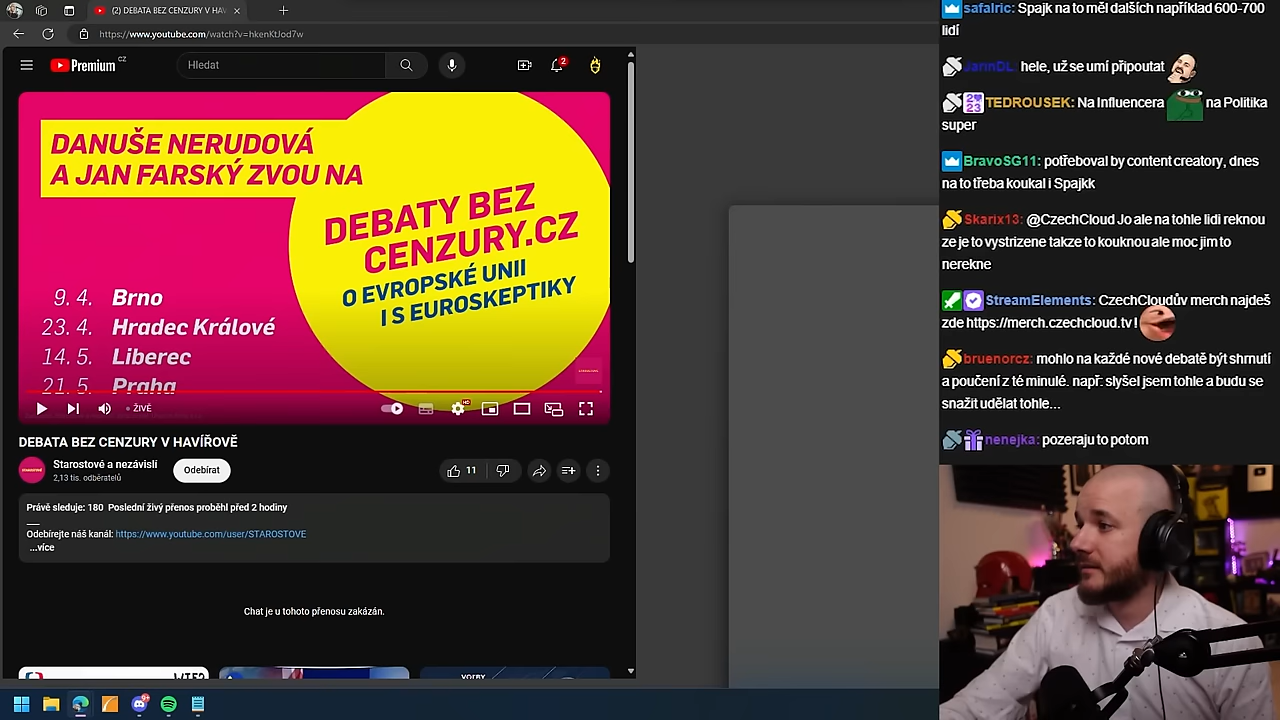 (2) DEBATA BEZ CENZURY V HAVÍ
https://www.youtube.com/watch?v=hkenKtJod7w
Premium CZ
Hledat
2
DANUŠE NERUDOVÁ
A JAN FARSKÝ ZVOU NA
DEBATY BEZ
CENZURY.CZ
O EVROPSKÉ UNII
I S EUROSKEPTIKY
9. 4. Brno
23. 4. Hradec Králové
14. 5. Liberec
21. 5. Praha
ŽIVĚ
HD
DEBATA BEZ CENZURY V HAVÍŘOVĚ
Starostové a nezávislí
2,13 tis. odběratelů
Odebírat
11
Právě sleduje: 180 Poslední živý přenos proběhl před 2 hodiny
Odebírejte náš kanál: https://www.youtube.com/user/STAROSTOVE
...více
Chat je u tohoto přenosu zakázán.
safalric: Spajk na to měl dalších například 600-700
lidí
JarinDL: hele, už se umí připoutat
TEDROUSEK: Na Influencera na Politika
super
BravoSG11: potřeboval by content creatory, dnes
na to třeba koukal i Spajkk
Skarix13: @CzechCloud Jo ale na tohle lidi reknou
ze je to vystrizene takze to kouknou ale moc jim to
nerekne
StreamElements: CzechCloudův merch najdeš
zde https://merch.czechcloud.tv !
bruenorcz: mohlo na každé nové debatě být shrnutí
a poučení z té minulé. např: slyšel jsem tohle a budu se
snažit udělat tohle...
nenejka: pozeraju to potom